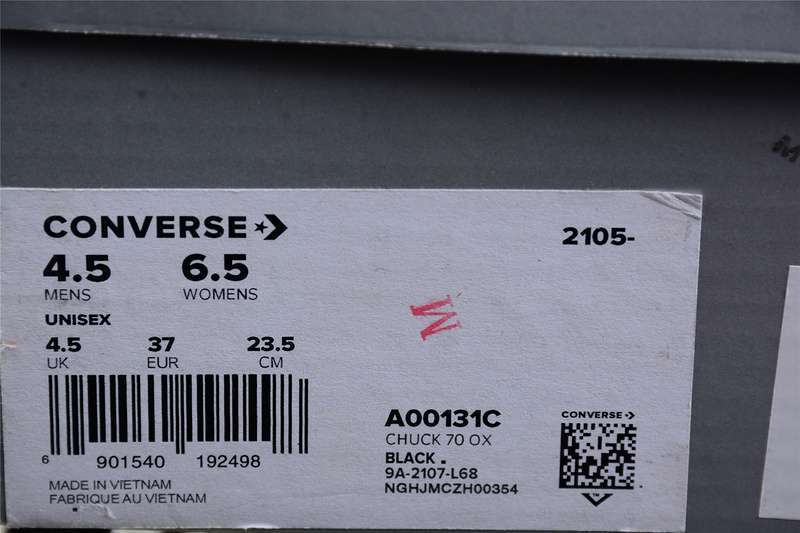 CONVERSE
2105-
4.5 6.5
MENS WOMENS
UNISEX
4.5 37 23.5
UK EUR CM
M
6 901540 192498
MADE IN VIETNAM
FABRIQUE AU VIETNAM
A00131C
CHUCK 70 OX
BLACK .
9A-2107-L68
NGHJMCZH00354
CONVERSE
TM
M